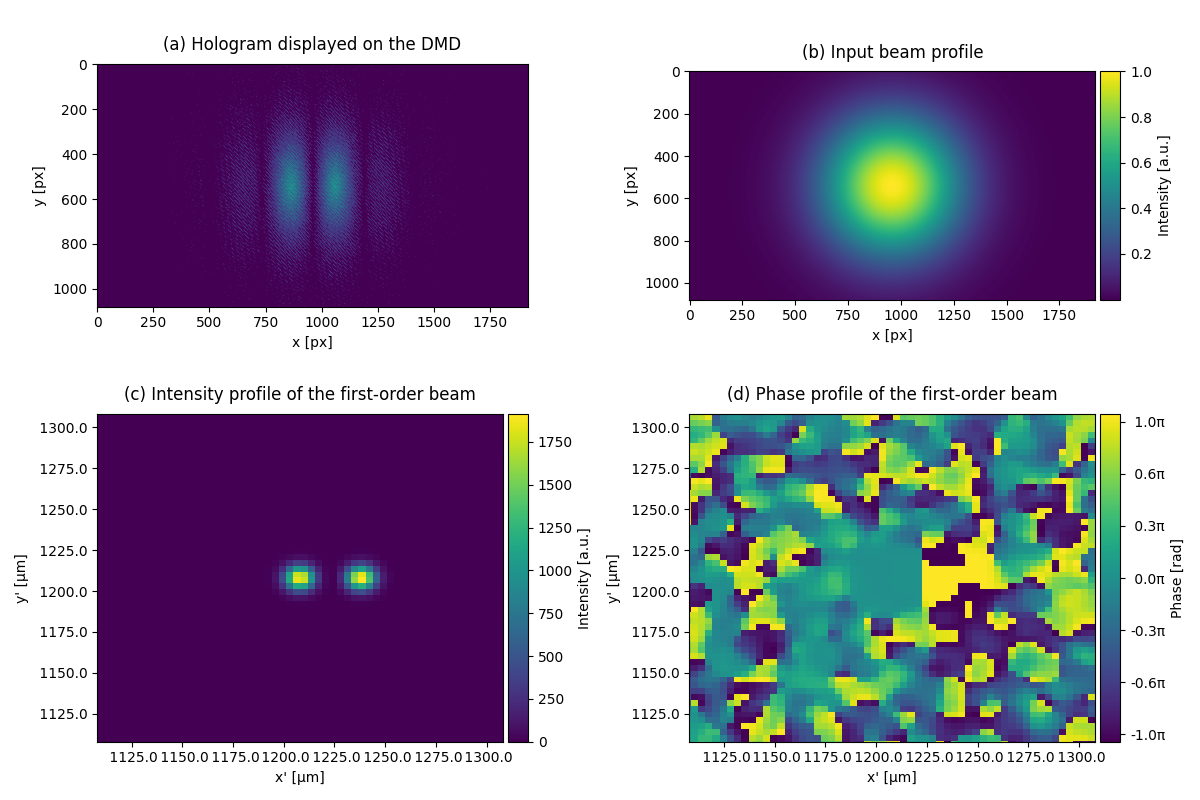 (a) Hologram displayed on the DMD
0
200
400
600
800
1000
y [px]
0 250 500 750 1000 1250 1500 1750
x [px]
(b) Input beam profile
0
200
400
600
800
1000
y [px]
0 250 500 750 1000 1250 1500 1750
x [px]
1.0
0.8
0.6
0.4
0.2
Intensity [a.u.]
(c) Intensity profile of the first-order beam
1300.0
1275.0
1250.0
1225.0
1200.0
1175.0
1150.0
1125.0
y' [µm]
1125.0 1150.0 1175.0 1200.0 1225.0 1250.0 1275.0 1300.0
x' [µm]
1750
1500
1250
1000
750
500
250
0
Intensity [a.u.]
(d) Phase profile of the first-order beam
1300.0
1275.0
1250.0
1225.0
1200.0
1175.0
1150.0
1125.0
y' [µm]
1125.0 1150.0 1175.0 1200.0 1225.0 1250.0 1275.0 1300.0
x' [µm]
1.0π
0.6π
0.3π
0.0π
-0.3π
-0.6π
-1.0π
Phase [rad]